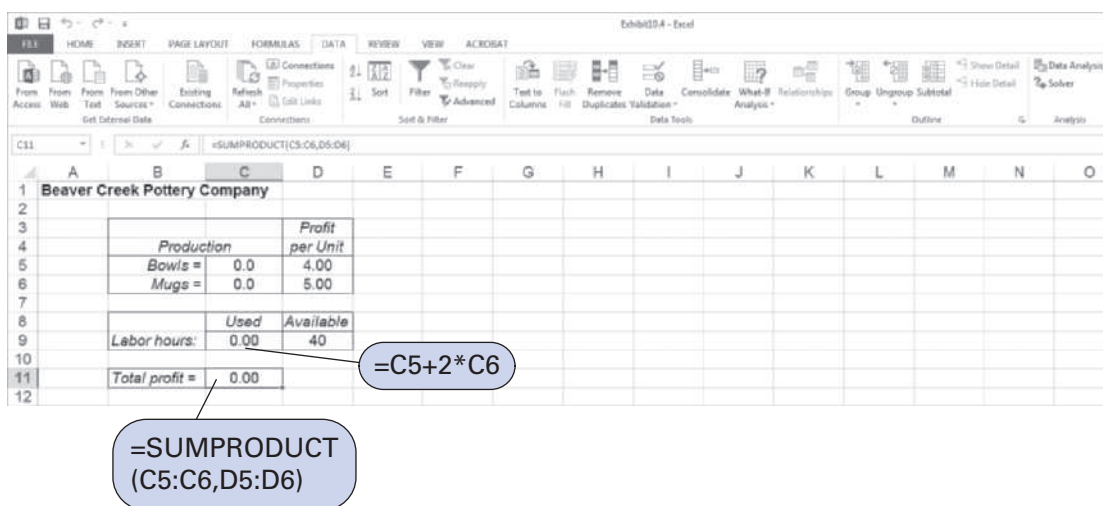 Exhibit10.4 - Excel
FILE HOME INSERT PAGE LAYOUT FORMULAS DATA REVIEW VIEW ACROBAT
From Access From Web From Text From Other Sources Existing Connections
Refresh All Connections Properties Edit Links
Sort Filter Clear Reapply Advanced
Text to Columns Flash Fill Remove Duplicates Data Validation Consolidate What-If Analysis Relationships
Group Ungroup Subtotal Show Detail Hide Detail
Data Analysis Solver
Get External Data Connections Sort & Filter Data Tools Outline Analysis
C11 fx =SUMPRODUCT(C5:C6,D5:D6)
A B C D E F G H I J K L M N O
1 Beaver Creek Pottery Company
2
3 Profit
4 Production per Unit
5 Bowls = 0.0 4.00
6 Mugs = 0.0 5.00
7
8 Used Available
9 Labor hours: 0.00 40
10
=C5+2*C6
11 Total profit = 0.00
12
=SUMPRODUCT
(C5:C6,D5:D6)